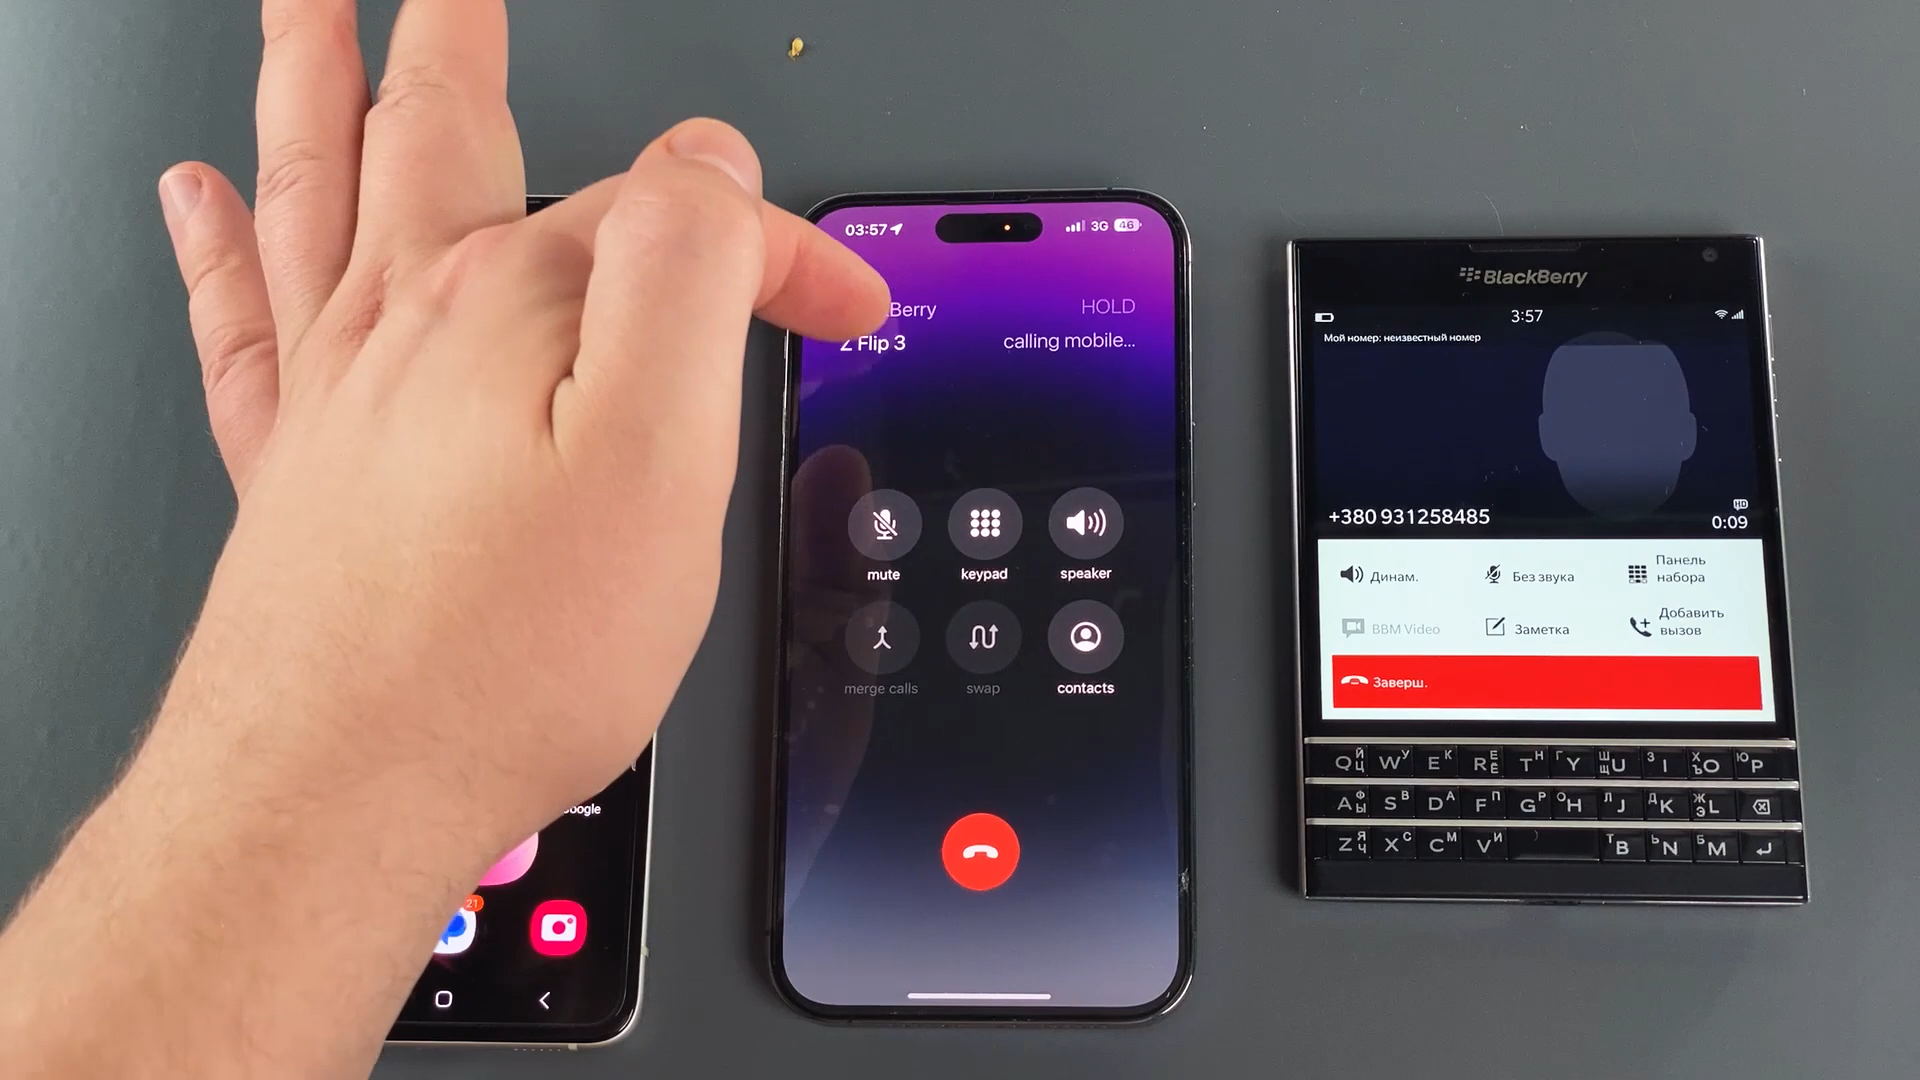 03:57
3G
46
Berry
HOLD
Z Flip 3
calling mobile...
mute
keypad
speaker
merge calls
swap
contacts
21
BlackBerry
3:57
Мой номер: неизвестный номер
+380 931258485
HD
0:09
Динам.
Без звука
Панель
набора
BBM Video
Заметка
Добавить
вызов
Заверш.
Q Й Ц W У E К R Е Ё T Н Г Y Ш Щ U З I Х Ъ O Ю P
A Ф Ы S В D А F П G Р О H Л J Д K Ж Э L
Z Я Ч X С C М V И Т B Ь N Б M